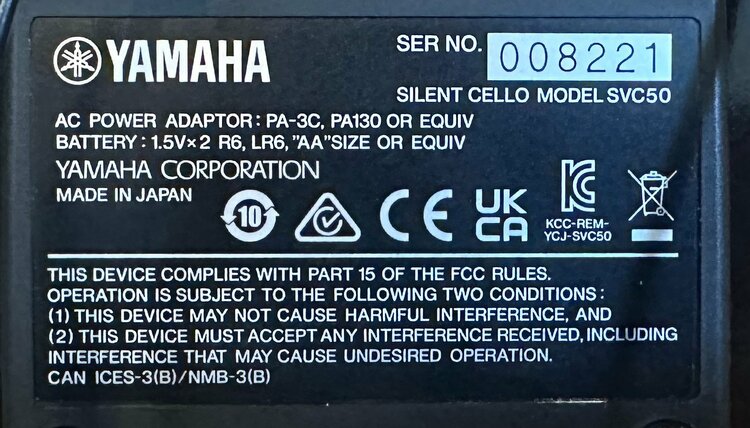 YAMAHA
SER NO. 008221
SILENT CELLO MODEL SVC50
AC POWER ADAPTOR : PA-3C, PA130 OR EQUIV
BATTERY : 1.5V×2 R6, LR6, "AA"SIZE OR EQUIV
YAMAHA CORPORATION
MADE IN JAPAN
10
CE
UK
CA
KCC-REM-
YCJ-SVC50
THIS DEVICE COMPLIES WITH PART 15 OF THE FCC RULES.
OPERATION IS SUBJECT TO THE FOLLOWING TWO CONDITIONS :
(1) THIS DEVICE MAY NOT CAUSE HARMFUL INTERFERENCE, AND
(2) THIS DEVICE MUST ACCEPT ANY INTERFERENCE RECEIVED, INCLUDING
INTERFERENCE THAT MAY CAUSE UNDESIRED OPERATION.
CAN ICES-3(B)/NMB-3(B)